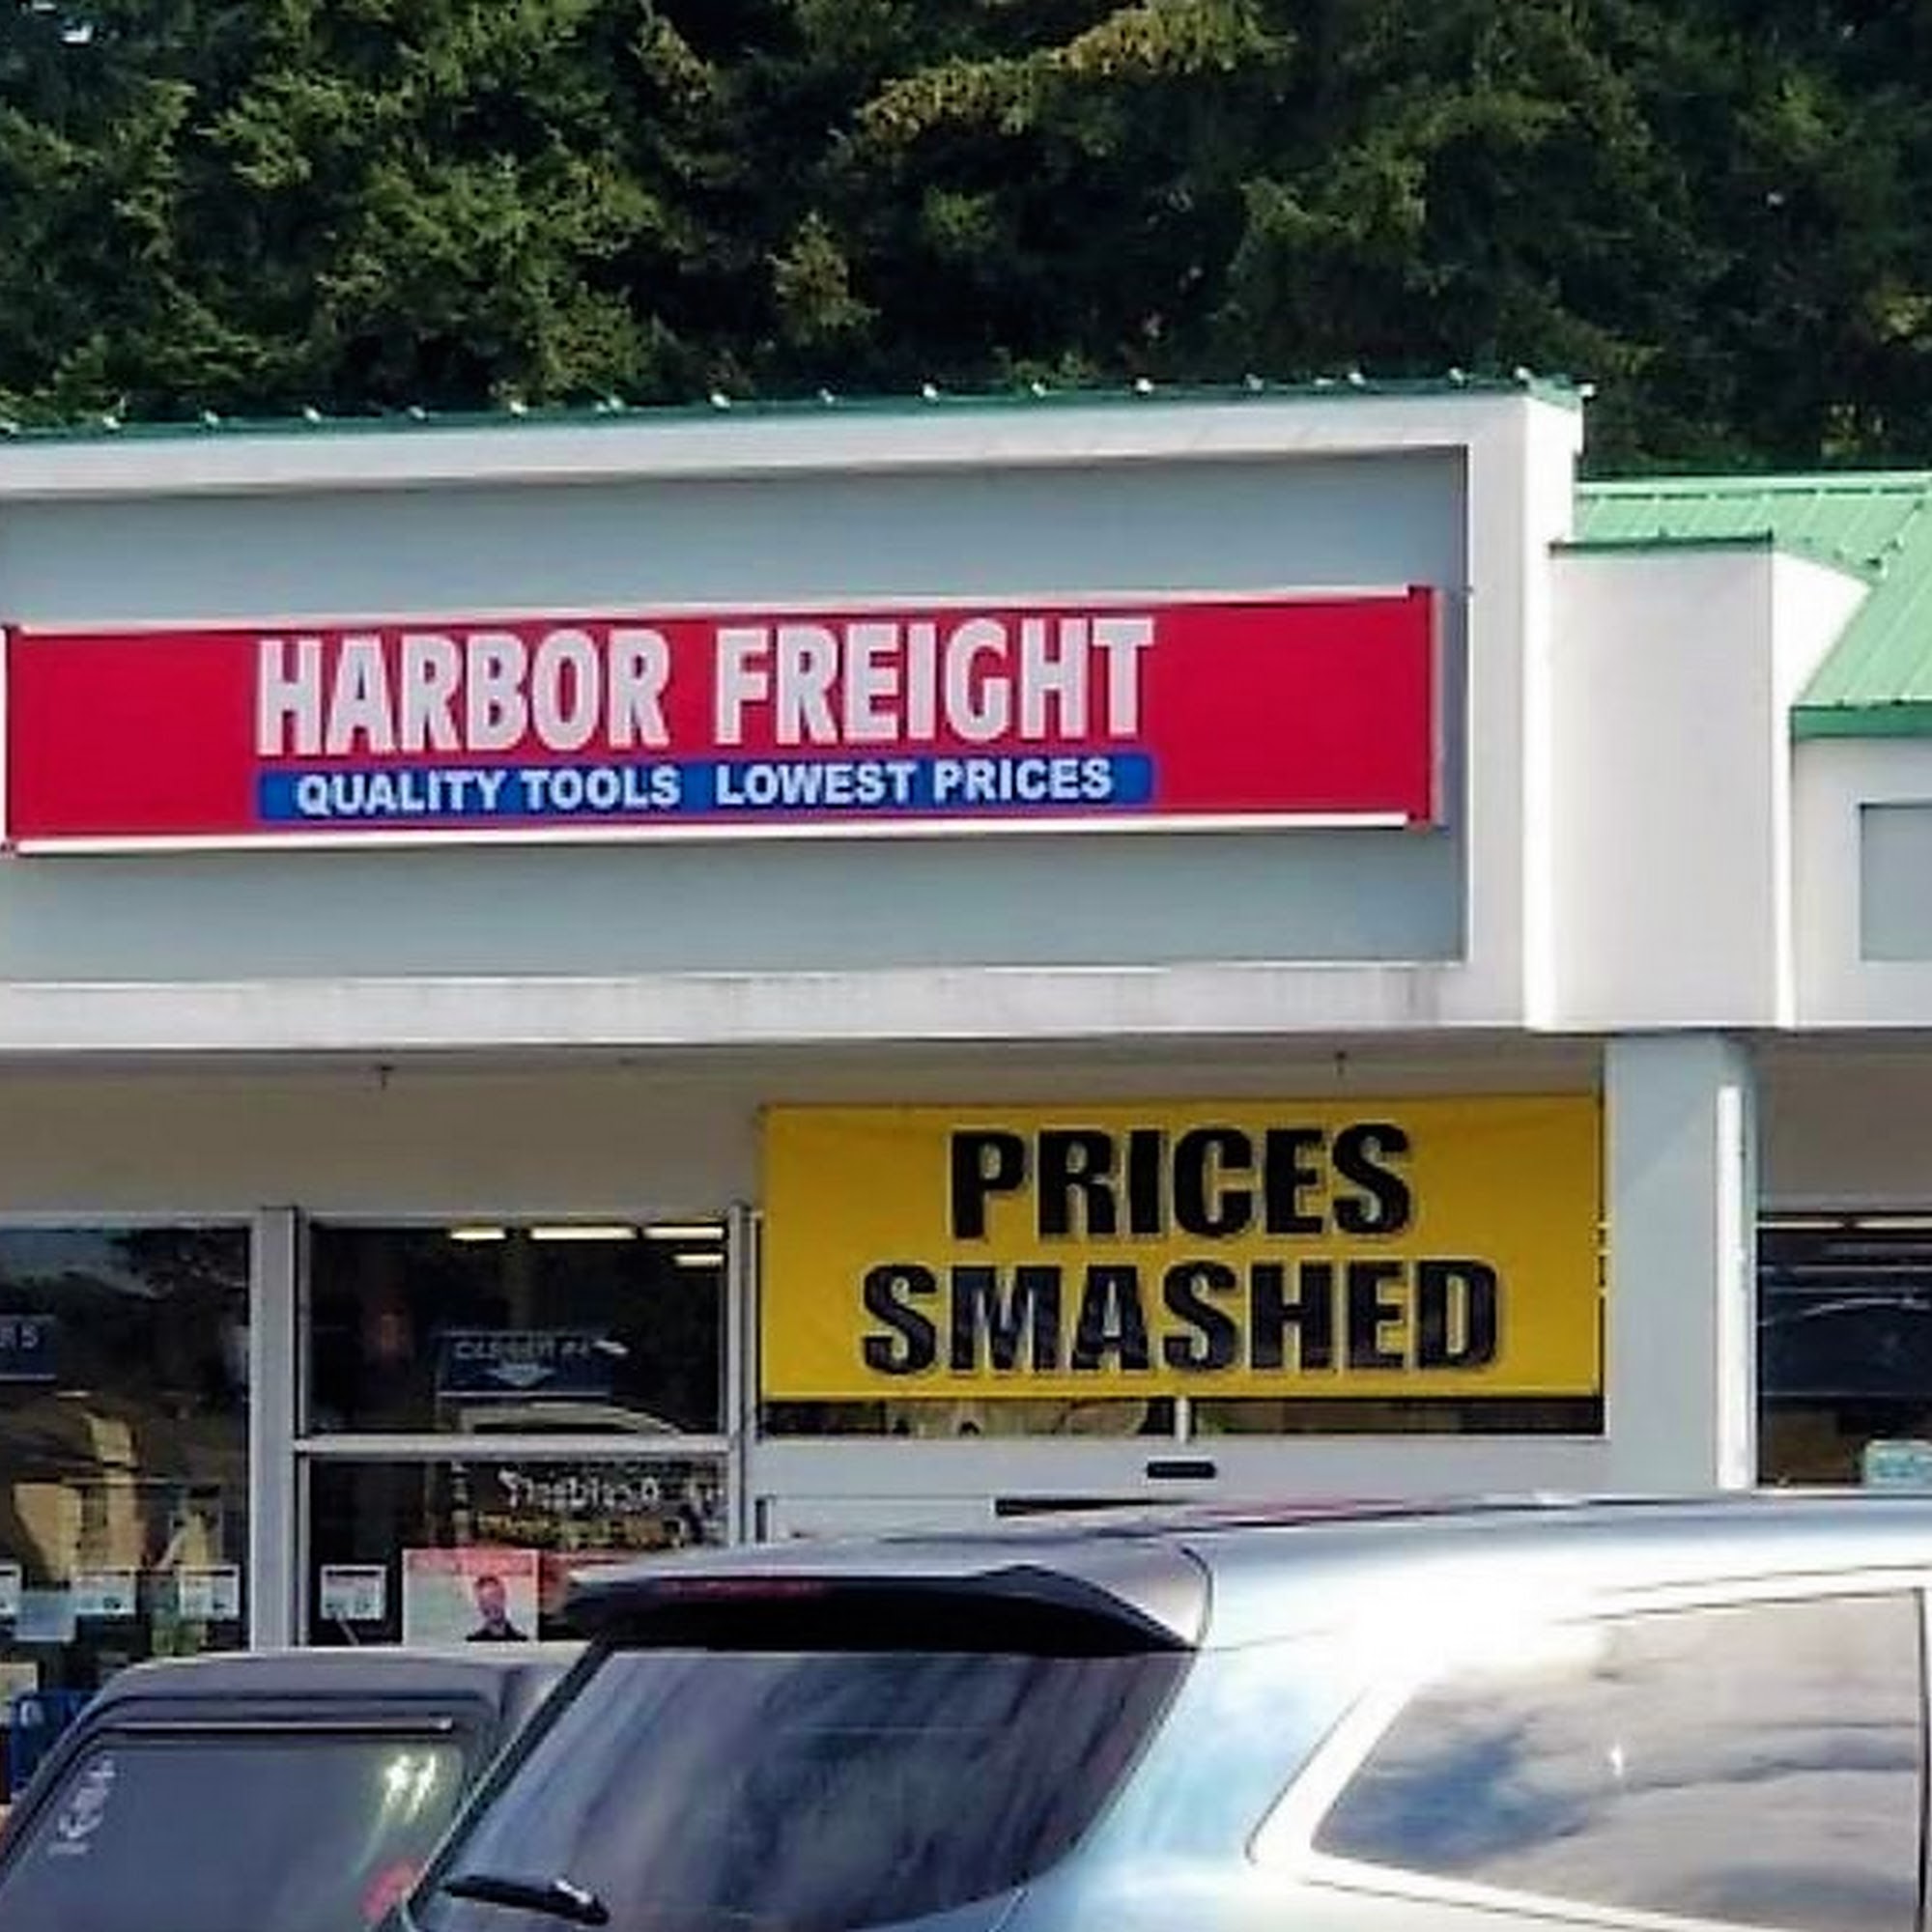 HARBOR FREIGHT
QUALITY TOOLS LOWEST PRICES
PRICES
SMASHED